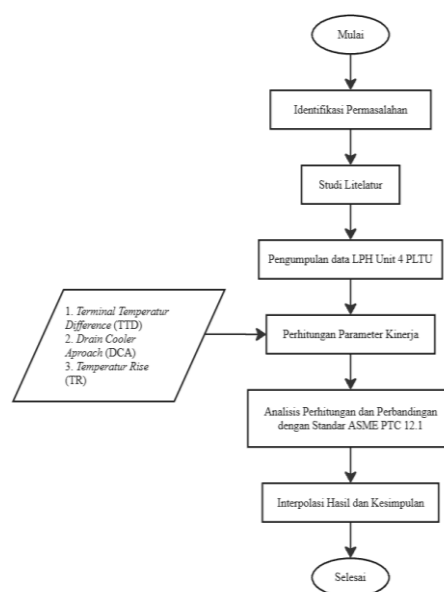 Mulai
Identifikasi Permasalahan
Studi Litelatur
Pengumpulan data LPH Unit 4 PLTU
1. Terminal Temperatur
Difference (TTD)
2. Drain Cooler
Aproach (DCA)
3. Temperatur Rise
(TR)
Perhitungan Parameter Kinerja
Analisis Perhitungan dan Perbandingan
dengan Standar ASME PTC 12.1
Interpolasi Hasil dan Kesimpulan
Selesai